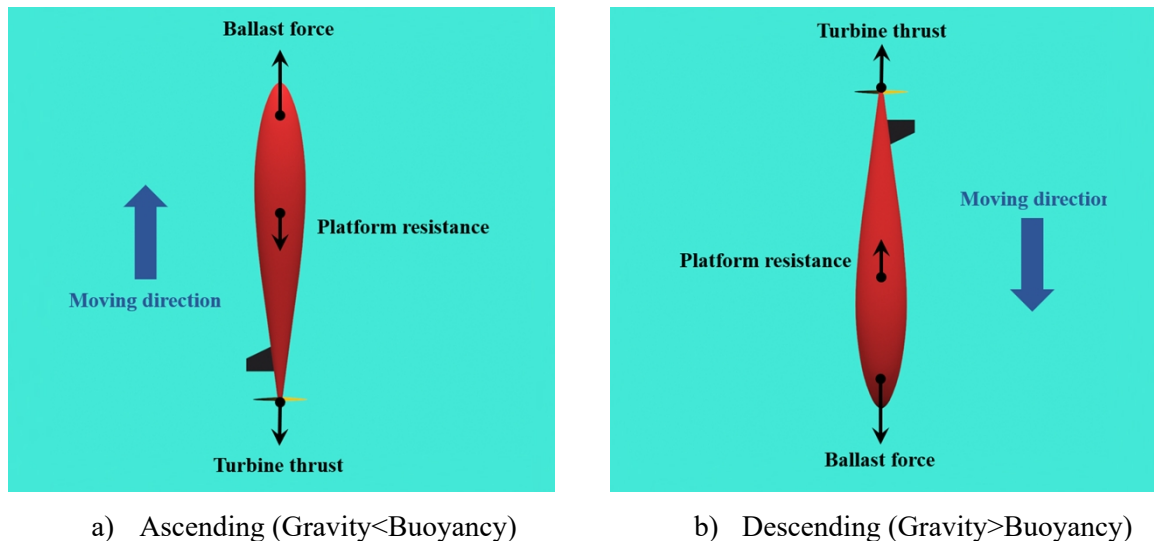 Ballast force
Platform resistance
Moving direction
Turbine thrust
a) Ascending (Gravity<Buoyancy)
Turbine thrust
Moving direction
Platform resistance
Ballast force
b) Descending (Gravity>Buoyancy)